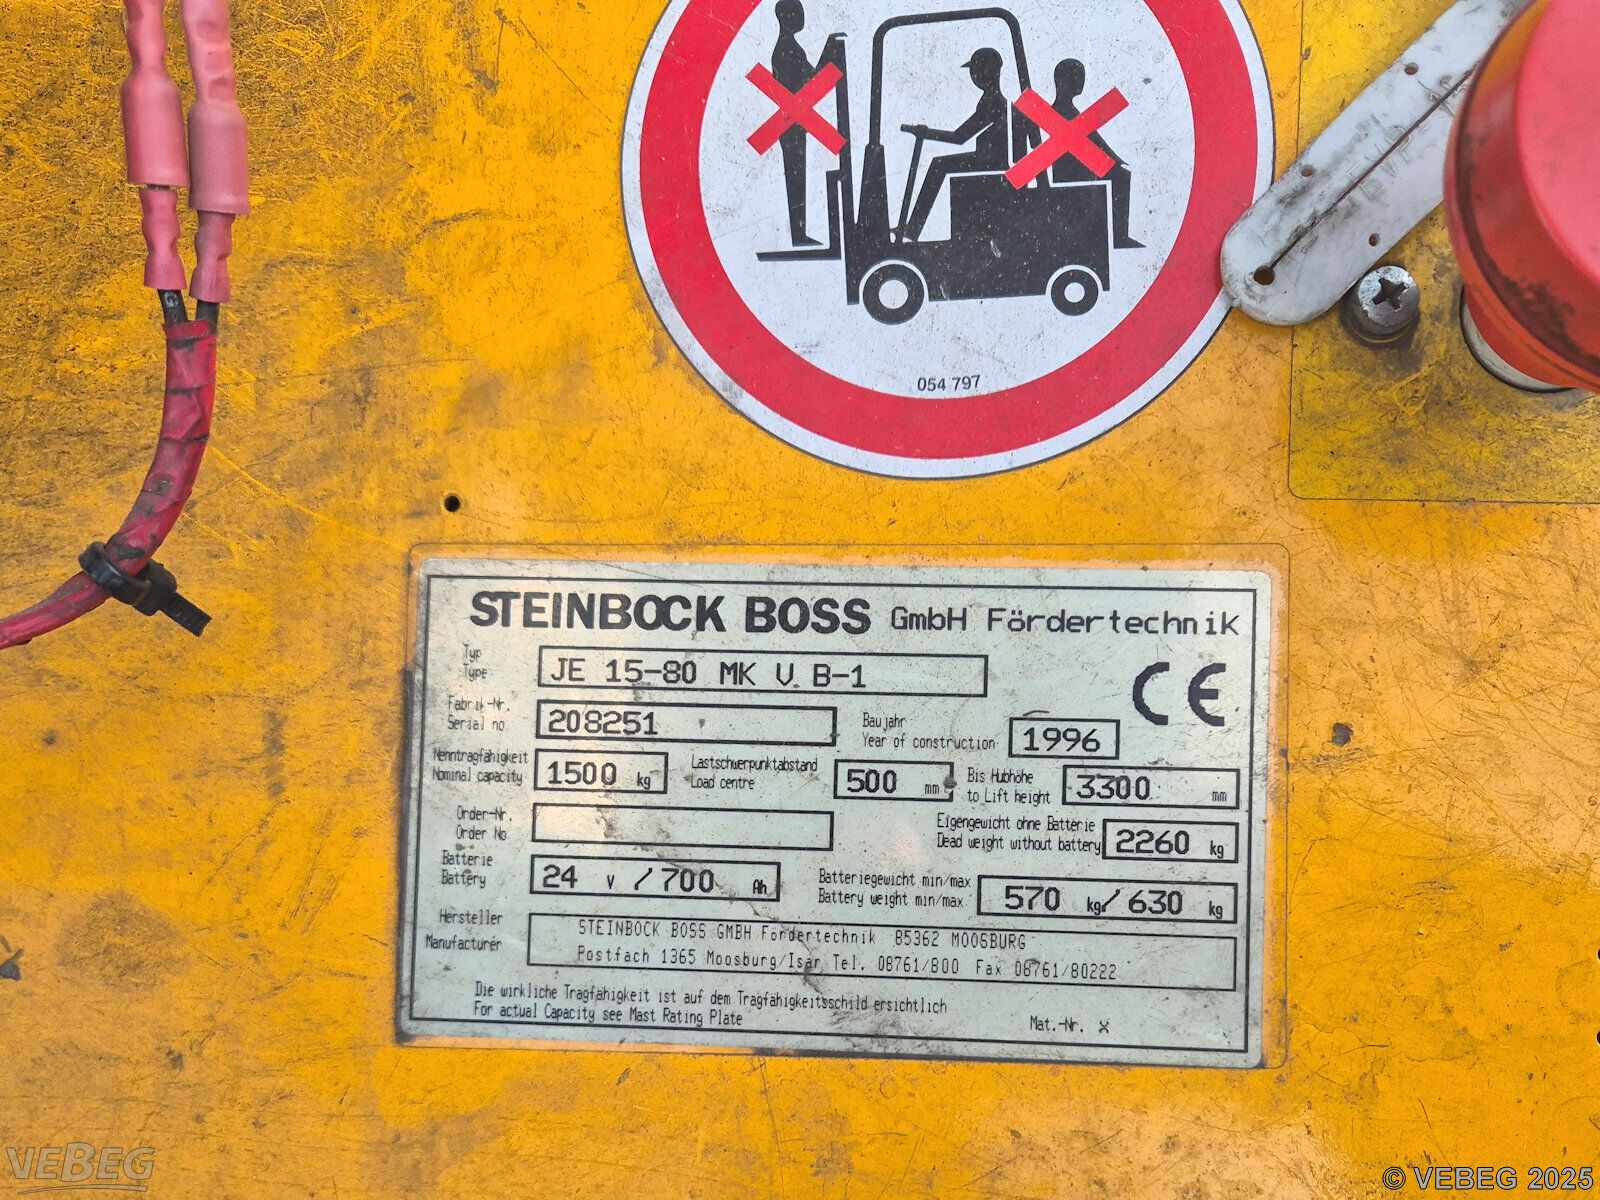 054 797
STEINBOCK BOSS GmbH Fördertechnik
Typ
Type
JE 15-80 MK V B-1
Fabrik-Nr.
Serial no
208251
Baujahr
Year of construction
1996
Nenntragfähigkeit
Nominal capacity
1500 kg
Lastschwerpunktabstand
Load centre
500 mm
Bis Hubhöhe
to Lift height
3300 mm
Order-Nr.
Order No
Eigengewicht ohne Batterie
Dead weight without battery
2260 kg
Batterie
Battery
24 V / 700 Ah
Batteriegewicht min/max
Battery weight min/max
570 kg / 630 kg
Hersteller
Manufacturer
STEINBOCK BOSS GMBH Fördertechnik 85362 MOOSBURG
Postfach 1365 Moosburg/Isar Tel. 08761/800 Fax 08761/80222
Die wirkliche Tragfähigkeit ist auf dem Tragfähigkeitsschild ersichtlich
For actual Capacity see Mast Rating Plate
Mat.-Nr. X
CE
VEBEG
© VEBEG 2025